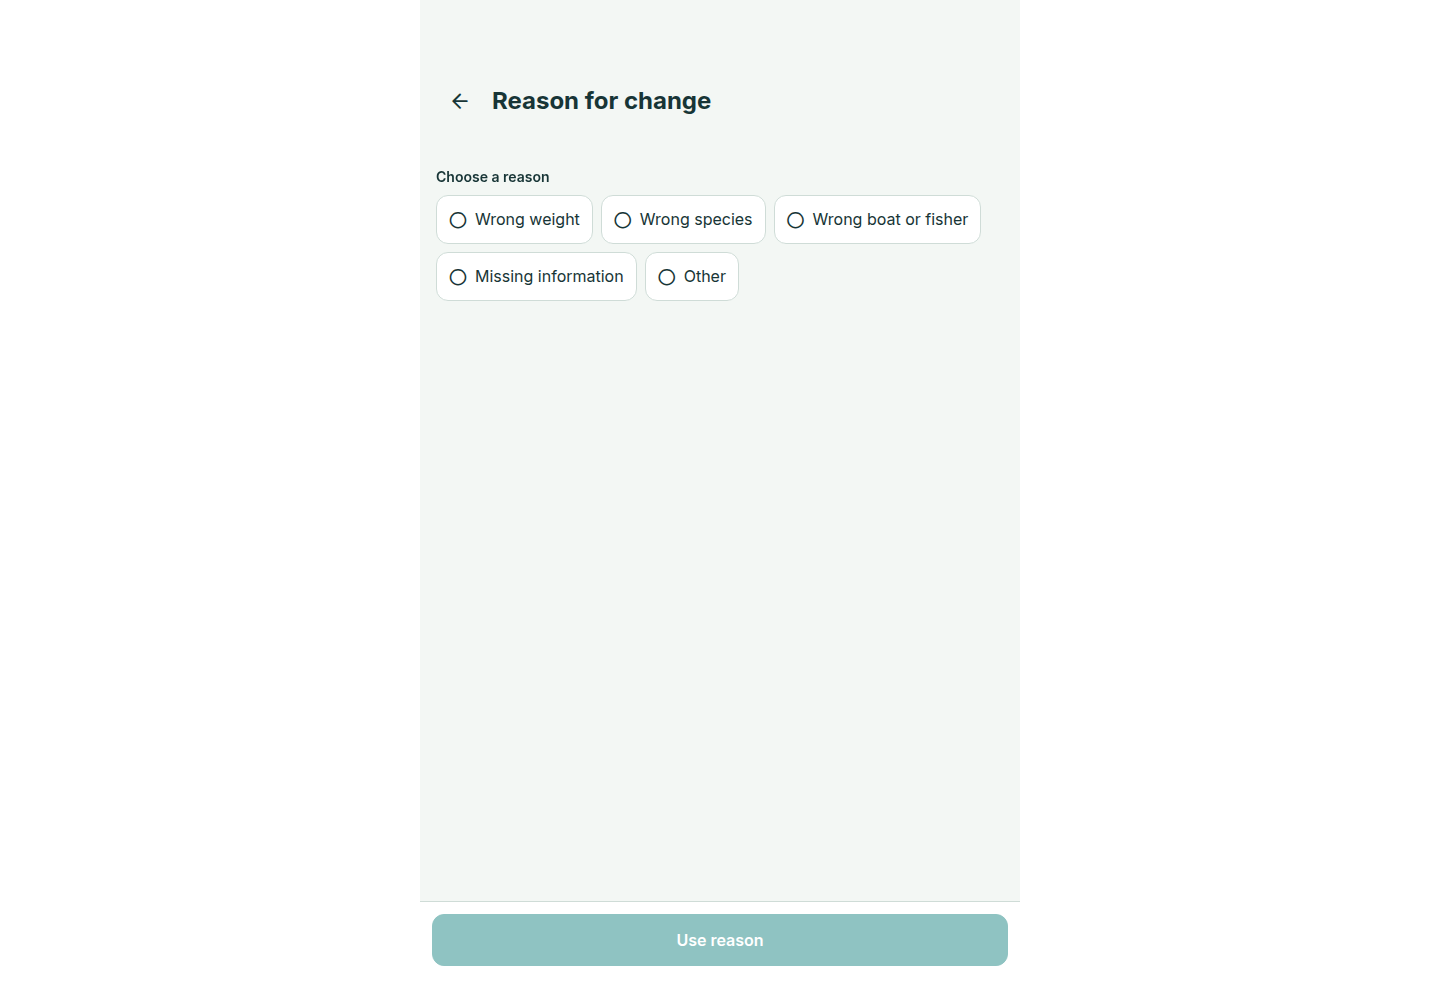 Reason for change
Choose a reason
Wrong weight
Wrong species
Wrong boat or fisher
Missing information
Other
Use reason